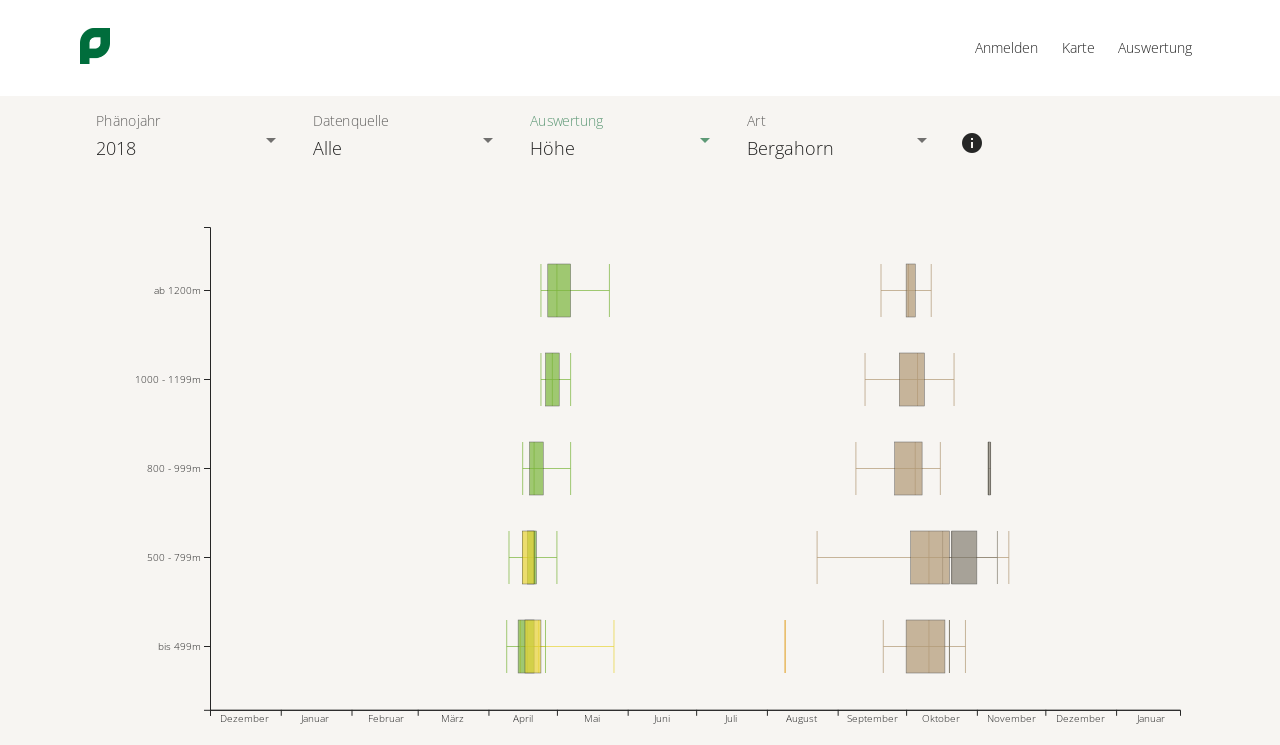 Anmelden Karte Auswertung
Phänojahr Datenquelle Auswertung Art
2018 Alle Höhe Bergahorn
ab 1200m
1000 - 1199m
800 - 999m
500 - 799m
bis 499m
Dezember Januar Februar März April Mai Juni Juli August September Oktober November Dezember Januar